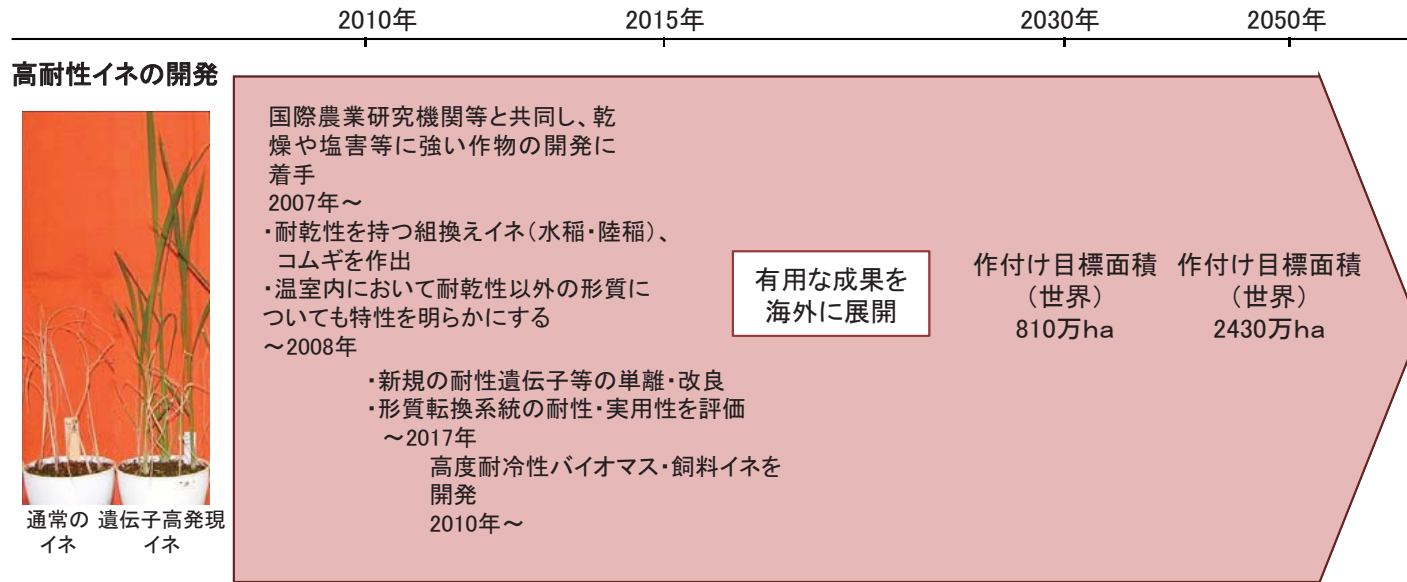 2010年 2015年 2030年 2050年
高耐性イネの開発
国際農業研究機関等と共同し、乾
燥や塩害等に強い作物の開発に
着手
2007年～
・耐乾性を持つ組換えイネ(水稲・陸稲)、
コムギを作出
・温室内において耐乾性以外の形質に
ついても特性を明らかにする
～2008年
・新規の耐性遺伝子等の単離・改良
・形質転換系統の耐性・実用性を評価
～2017年
高度耐冷性バイオマス・飼料イネを
開発
2010年～
有用な成果を
海外に展開
作付け目標面積
(世界)
810万ha
作付け目標面積
(世界)
2430万ha
通常の
イネ
遺伝子高発現
イネ